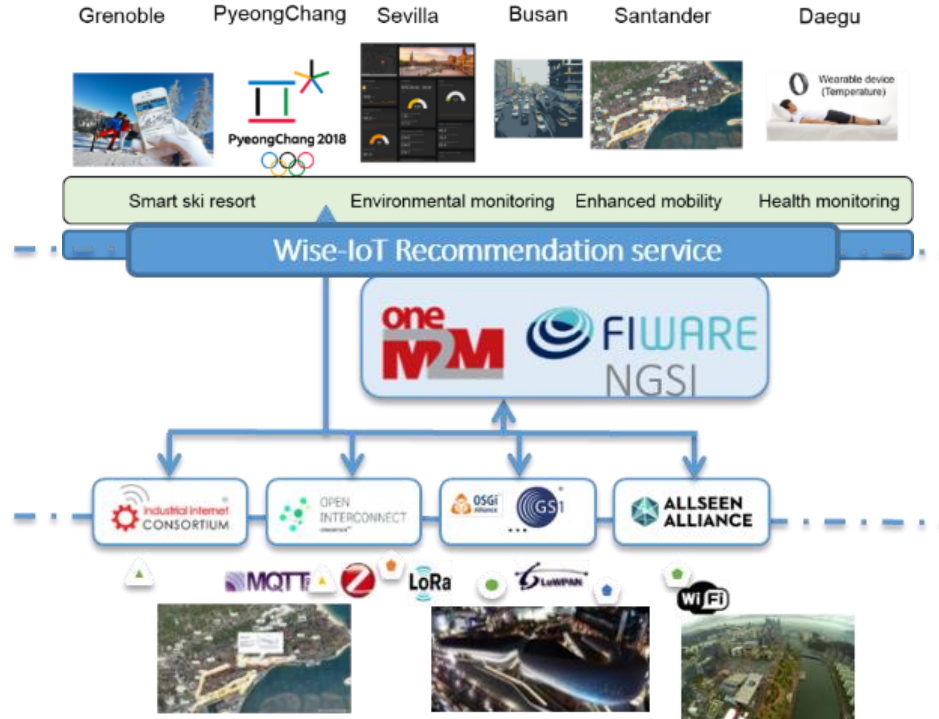 Grenoble
PyeongChang
Sevilla
Busan
Santander
Daegu
Wearable device
(Temperature)
PyeongChang 2018
Smart ski resort
Environmental monitoring
Enhanced mobility
Health monitoring
Wise-IoT Recommendation service
one
M2M
FIWARE
NGSI
industrial internet
CONSORTIUM
OPEN
INTERCONNECT
CONSORTIUM
OSGi
Alliance
GS1
...
ALLSEEN
ALLIANCE
MQTT
Z
LoRa
6LoWPAN
WiFi